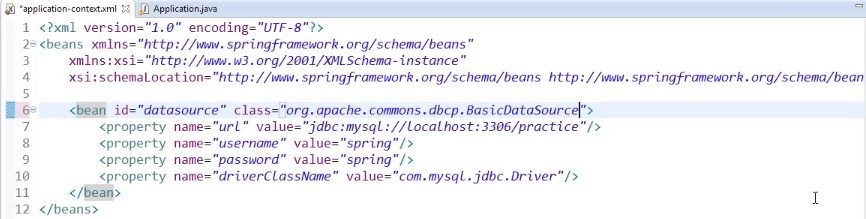 *application-context.xml Application.java
1 <?xml version="1.0" encoding="UTF-8"?>
2 <beans xmlns="http://www.springframework.org/schema/beans"
3 xmlns:xsi="http://www.w3.org/2001/XMLSchema-instance"
4 xsi:schemaLocation="http://www.springframework.org/schema/beans http://www.springframework.org/schema/bean
5
6 <bean id="datasource" class="org.apache.commons.dbcp.BasicDataSource">
7 <property name="url" value="jdbc:mysql://localhost:3306/practice"/>
8 <property name="username" value="spring"/>
9 <property name="password" value="spring"/>
10 <property name="driverClassName" value="com.mysql.jdbc.Driver"/>
11 </bean>
12 </beans>